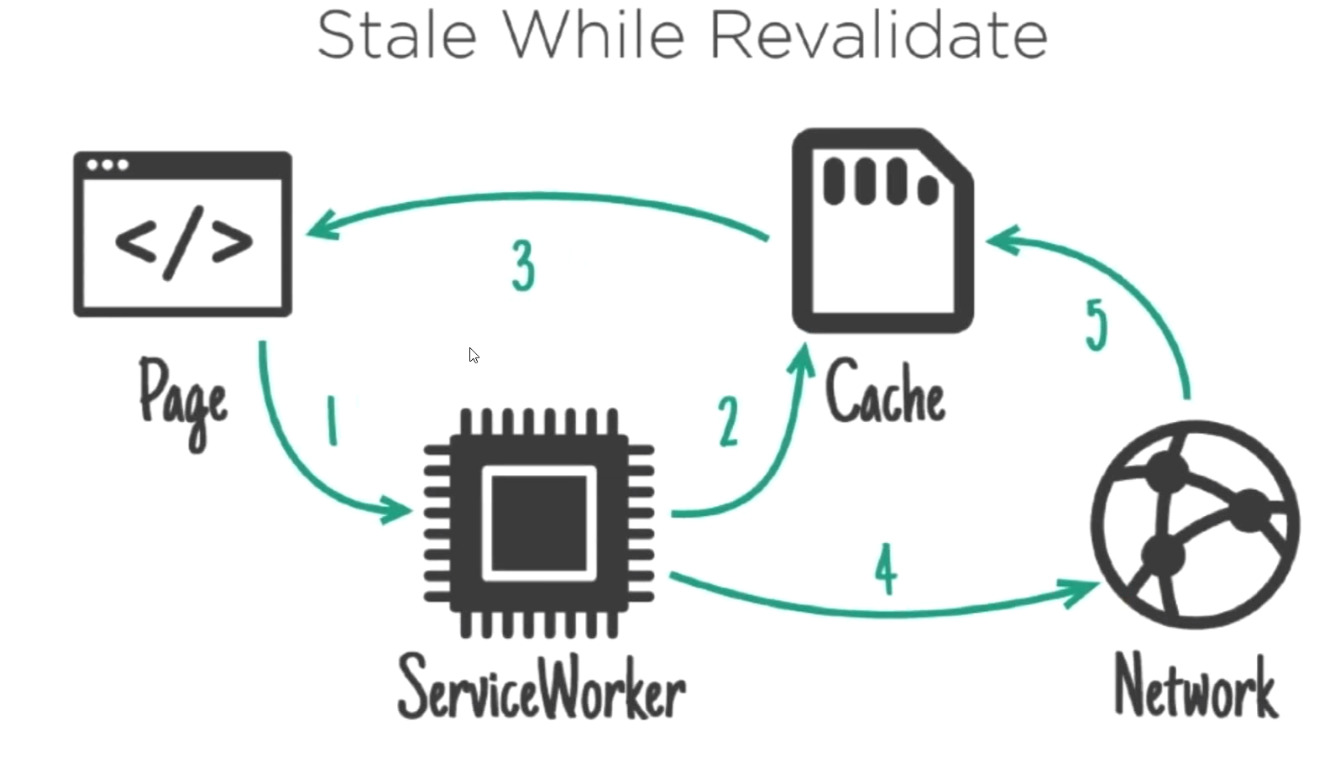 Stale While Revalidate
</>
3
5
Page
1
2
Cache
4
ServiceWorker
Network